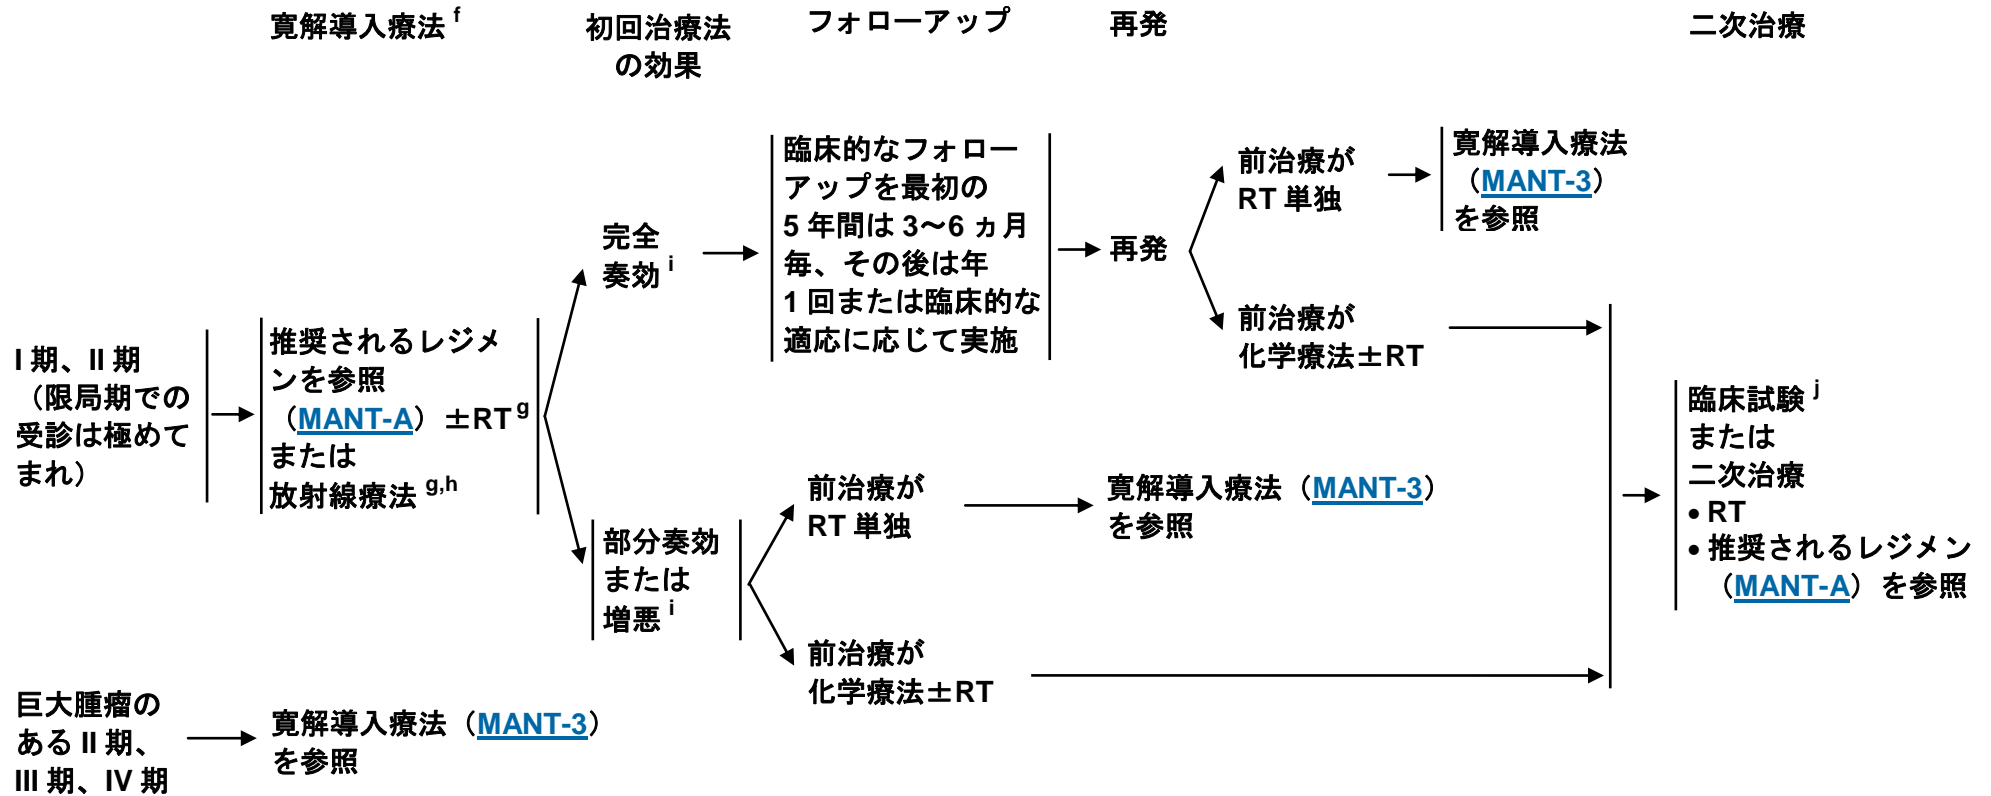 寛解導入療法 f
初回治療法
の効果
フォローアップ
再発
二次治療
I 期、II 期
（限局期での
受診は極めて
まれ）
推奨されるレジメ
ンを参照
（MANT-A）±RT g
または
放射線療法 g,h
完全
奏効 i
臨床的なフォロー
アップを最初の
5 年間は 3～6 ヵ月
毎、その後は年
1 回または臨床的な
適応に応じて実施
再発
前治療が
RT 単独
寛解導入療法
（MANT-3）
を参照
前治療が
化学療法±RT
部分奏効
または
増悪 i
前治療が
RT 単独
寛解導入療法（MANT-3）
を参照
前治療が
化学療法±RT
臨床試験 j
または
二次治療
• RT
• 推奨されるレジメン
（MANT-A）を参照
巨大腫瘤の
ある II 期、
III 期、IV 期
寛解導入療法（MANT-3）
を参照